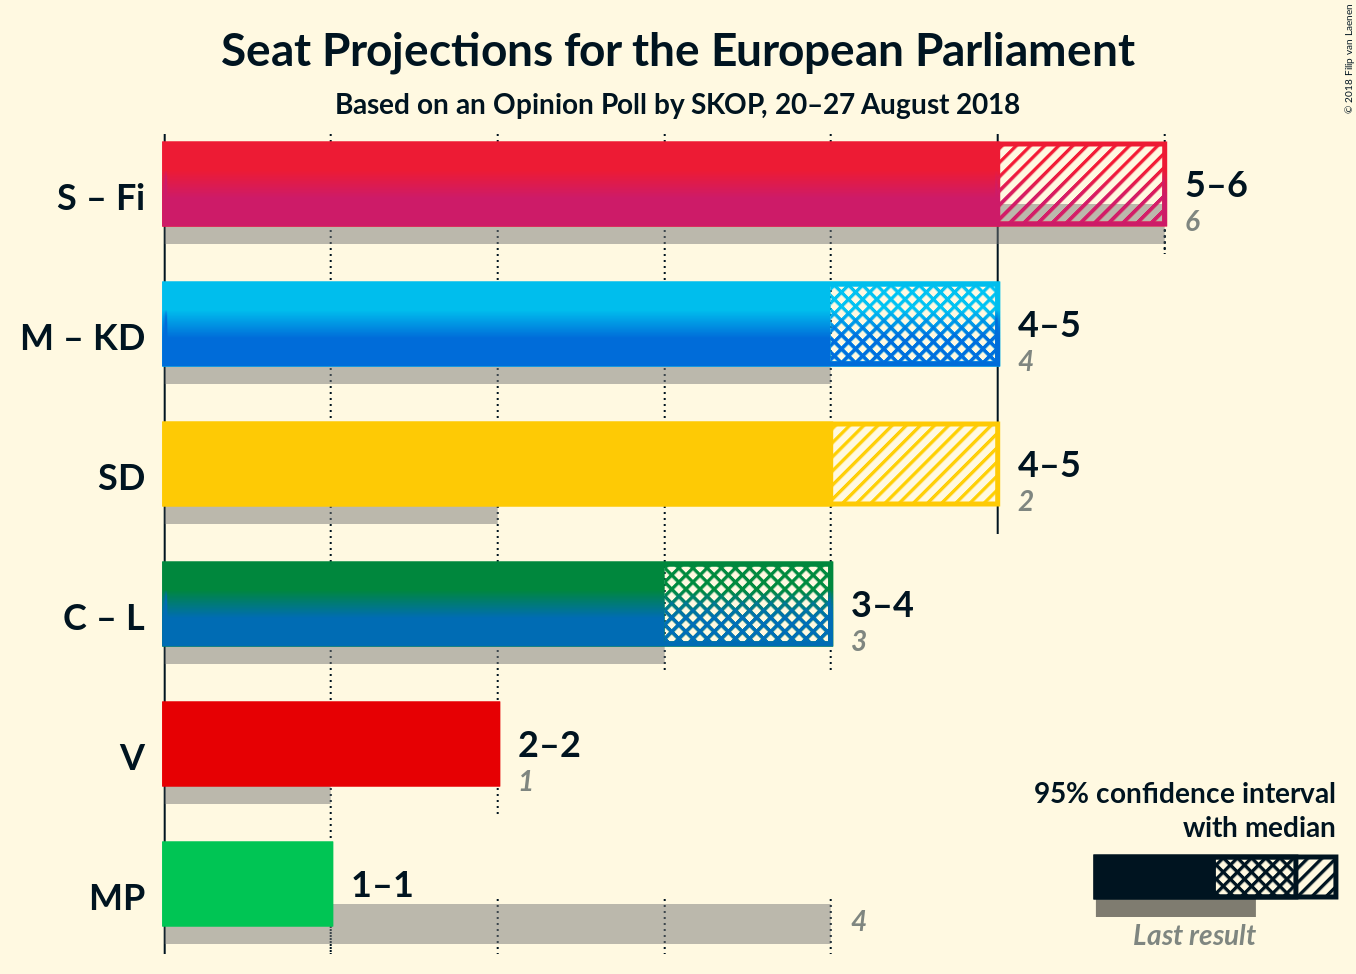 Seat Projections for the European Parliament
Based on an Opinion Poll by SKOP, 20–27 August 2018
© 2018 Filip van Laenen
S – Fi
5–6
6
M – KD
4–5
4
SD
4–5
2
C – L
3–4
3
V
2–2
1
MP
1–1
4
95% confidence interval
with median
Last result